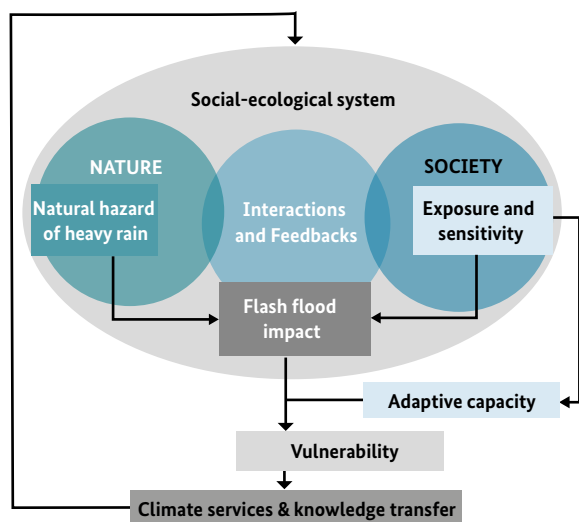 Social-ecological system
NATURE
SOCIETY
Natural hazard
of heavy rain
Interactions
and Feedbacks
Exposure and
sensitivity
Flash flood
impact
Adaptive capacity
Vulnerability
Climate services & knowledge transfer